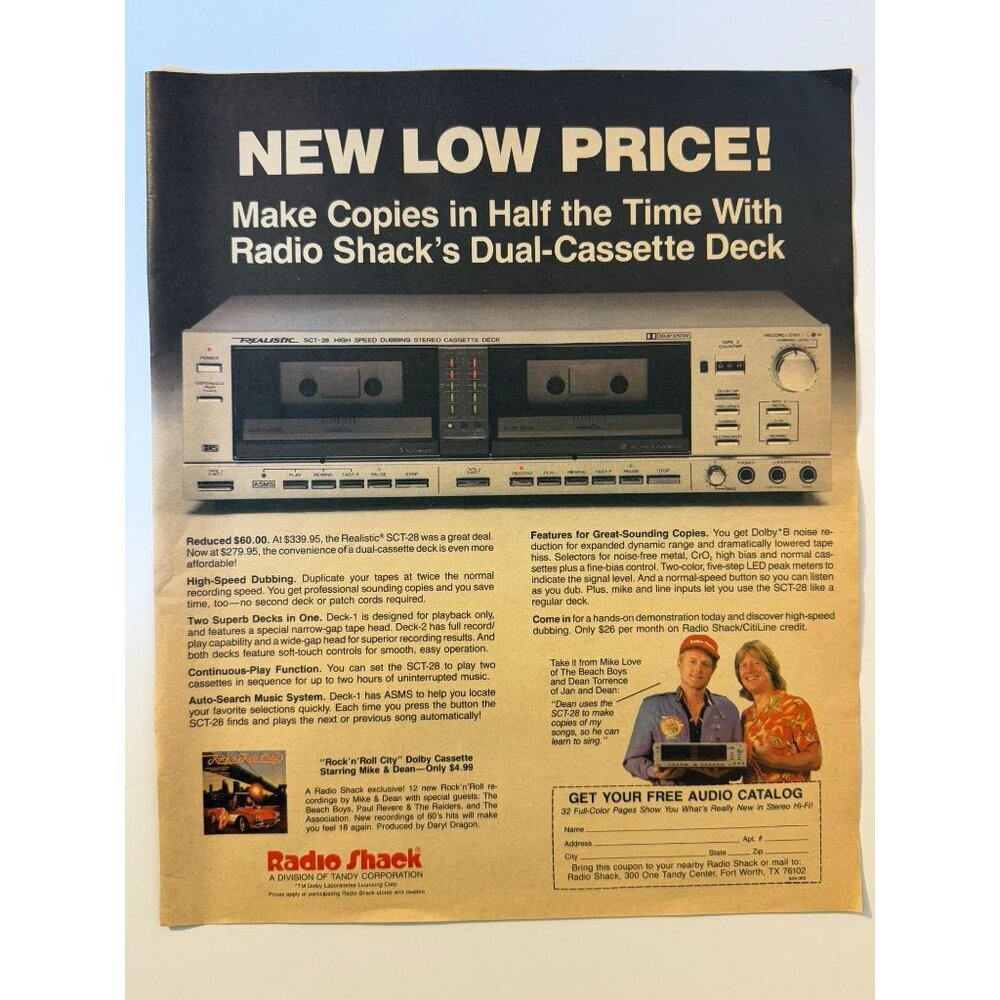 NEW LOW PRICE!
Make Copies in Half the Time With
Radio Shack's Dual-Cassette Deck
REALISTIC SCT-28 HIGH SPEED DUBBING STEREO CASSETTE DECK
DOLBY SYSTEM
RECORD LEVEL
TAPE 2
COUNTER
POWER
CONTINUOUS
PLAY
ASMS
PLAY REWIND FAST-F PAUSE STOP
RECORD PLAY REWIND FAST-F PAUSE STOP
Reduced $60.00. At $339.95, the Realistic® SCT-28 was a great deal.
Now at $279.95, the convenience of a dual-cassette deck is even more
affordable!
High-Speed Dubbing. Duplicate your tapes at twice the normal
recording speed. You get professional sounding copies and you save
time, too—no second deck or patch cords required.
Two Superb Decks in One. Deck-1 is designed for playback only,
and features a special narrow-gap tape head. Deck-2 has full record/
play capability and a wide-gap head for superior recording results. And
both decks feature soft-touch controls for smooth, easy operation.
Continuous-Play Function. You can set the SCT-28 to play two
cassettes in sequence for up to two hours of uninterrupted music.
Auto-Search Music System. Deck-1 has ASMS to help you locate
your favorite selections quickly. Each time you press the button the
SCT-28 finds and plays the next or previous song automatically!
"Rock'n'Roll City" Dolby Cassette
Starring Mike & Dean—Only $4.99
A Radio Shack exclusive! 12 new Rock'n'Roll re-
cordings by Mike & Dean with special guests: The
Beach Boys, Paul Revere & The Raiders, and The
Association. New recordings of 60's hits will make
you feel 18 again. Produced by Daryl Dragon.
Radio Shack®
A DIVISION OF TANDY CORPORATION
*TM Dolby Laboratories Licensing Corp.
Prices apply at participating Radio Shack stores and dealers.
Features for Great-Sounding Copies. You get Dolby* B noise re-
duction for expanded dynamic range and dramatically lowered tape
hiss. Selectors for noise-free metal, CrO₂ high bias and normal cas-
settes plus a fine-bias control. Two-color, five-step LED peak meters to
indicate the signal level. And a normal-speed button so you can listen
as you dub. Plus, mike and line inputs let you use the SCT-28 like a
regular deck.
Come in for a hands-on demonstration today and discover high-speed
dubbing. Only $26 per month on Radio Shack/CitiLine credit.
Take it from Mike Love
of The Beach Boys
and Dean Torrence
of Jan and Dean:
"Dean uses the
SCT-28 to make
copies of my
songs, so he can
learn to sing."
GET YOUR FREE AUDIO CATALOG
32 Full-Color Pages Show You What's Really New in Stereo Hi-Fi!
Name
Address Apt. #
City State Zip
Bring this coupon to your nearby Radio Shack or mail to:
Radio Shack, 300 One Tandy Center, Fort Worth, TX 76102